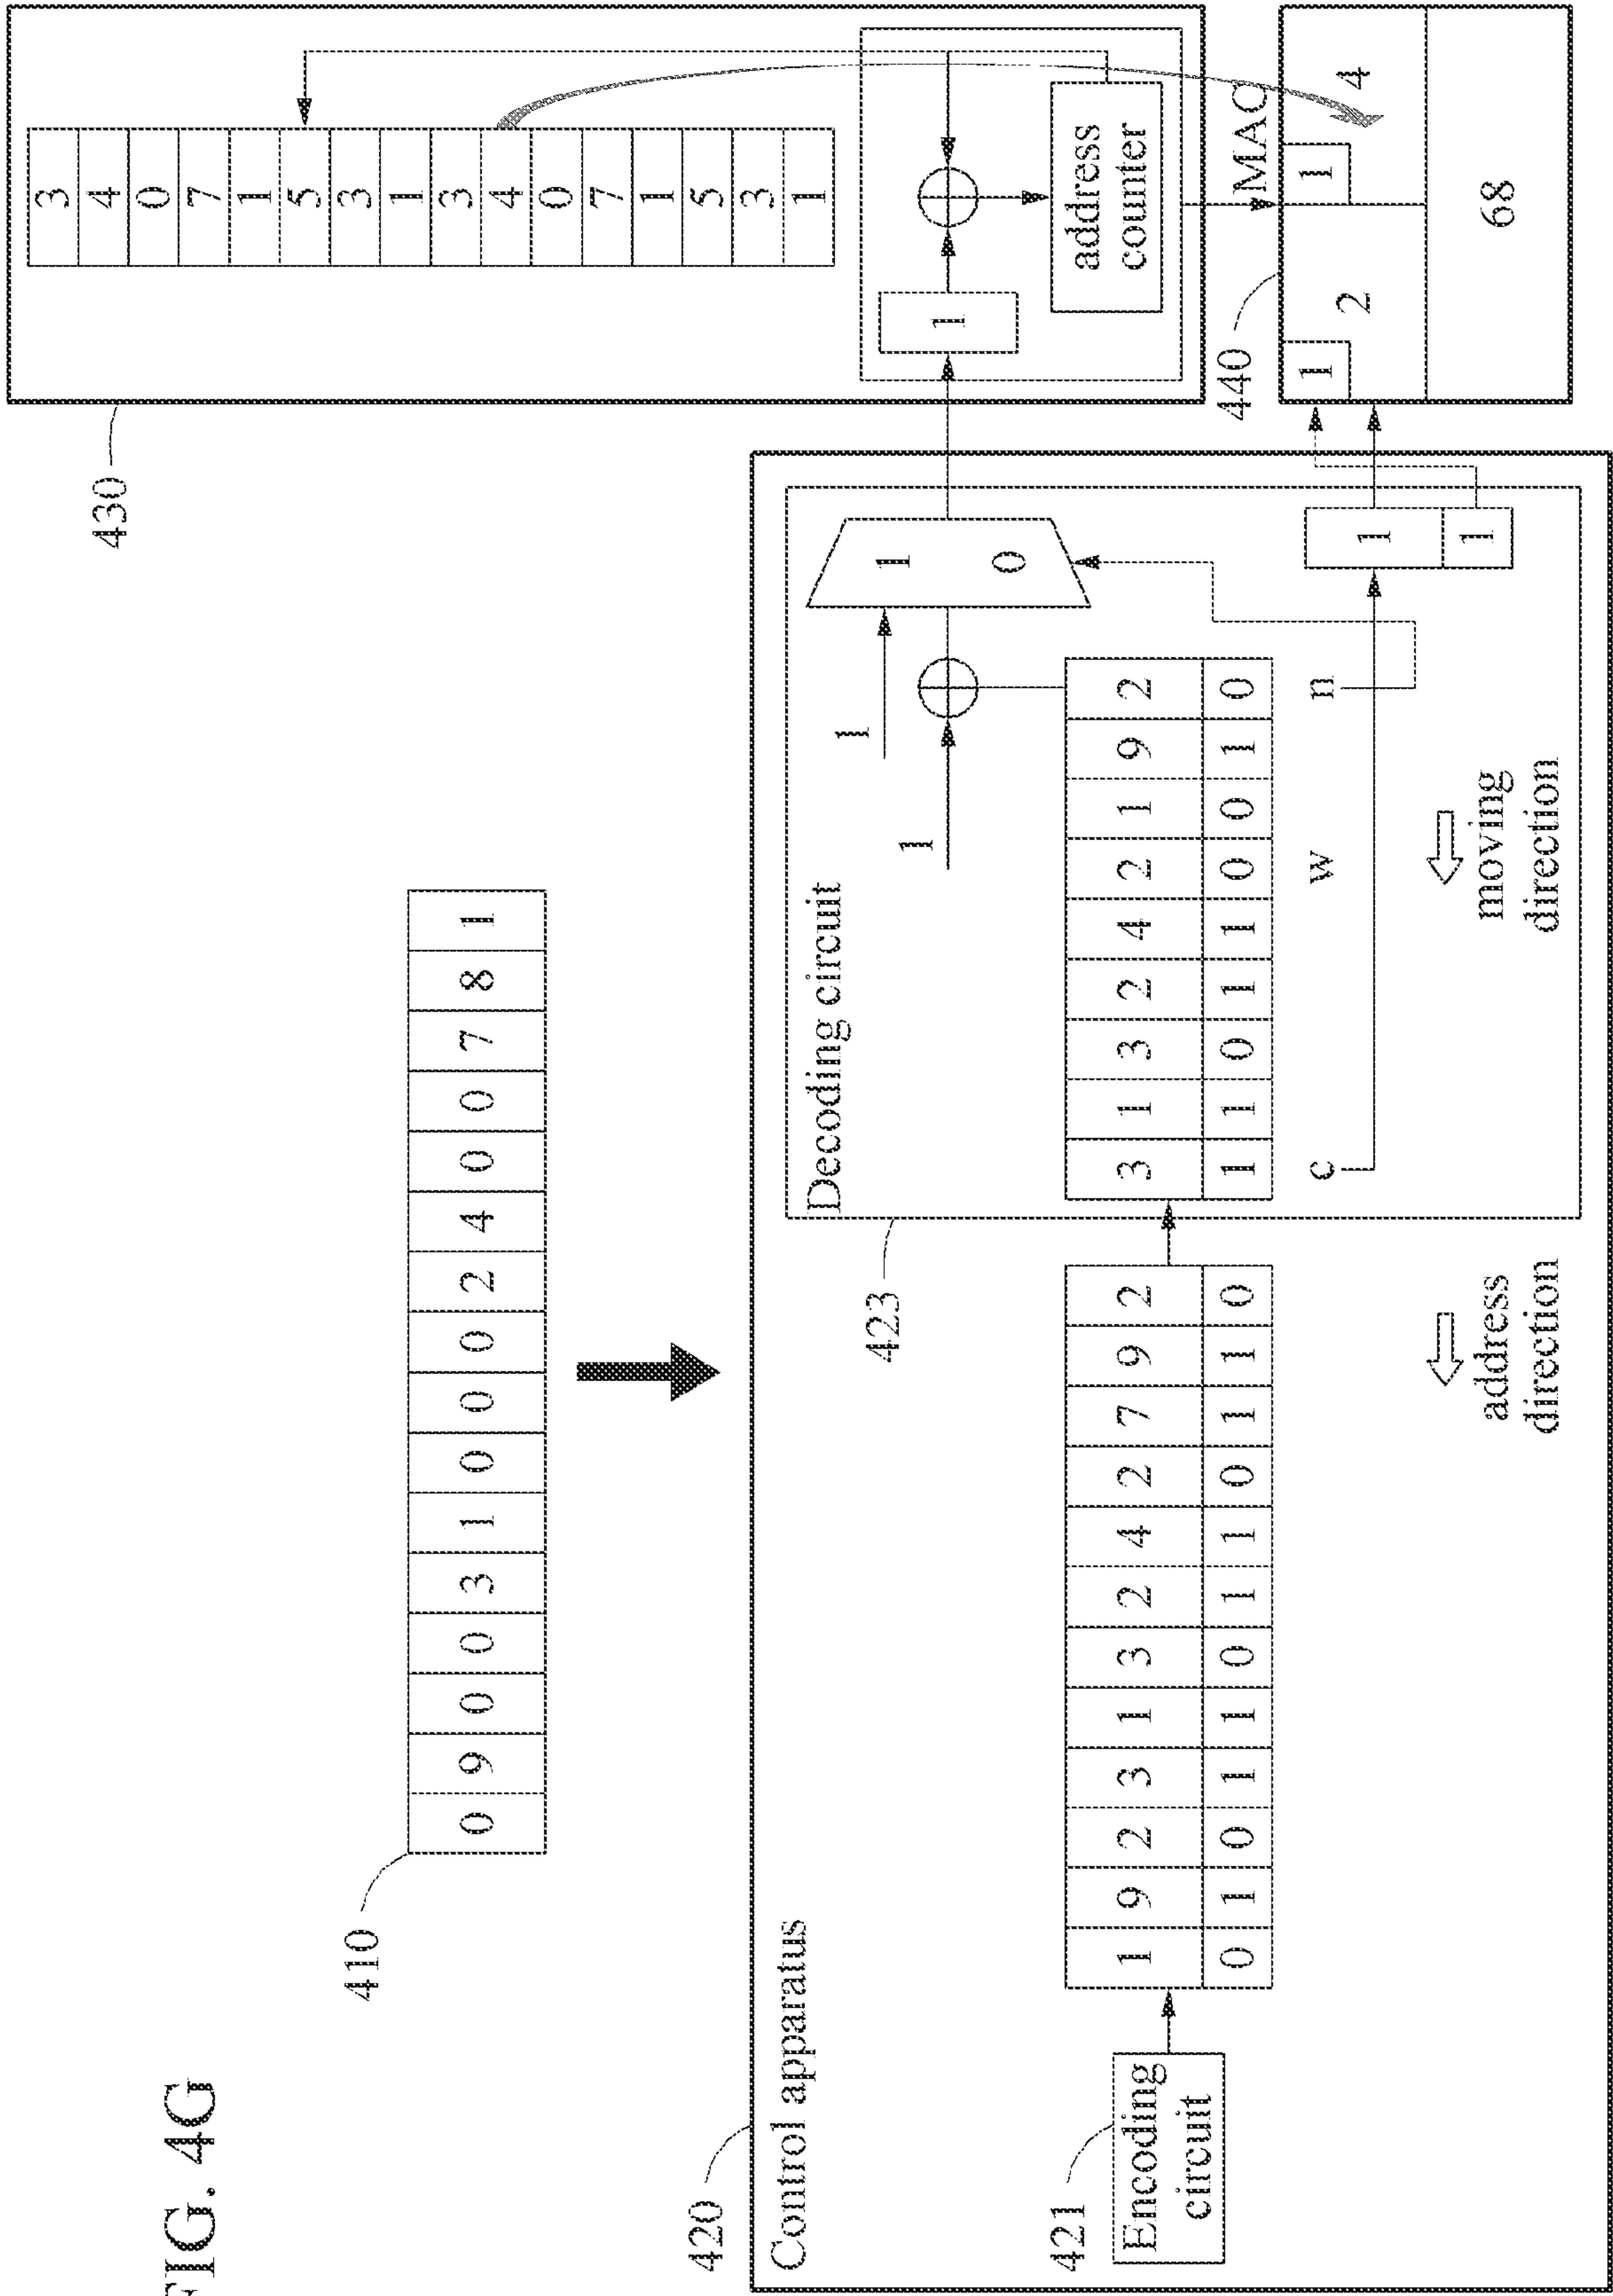 FIG. 4G
410
0 9 0 0 3 1 0 0 0 2 4 0 0 7 8 1
430
3
4
0
7
1
5
3
1
3
4
0
7
1
5
3
1
1
address
counter
420
Control apparatus
421
Encoding
circuit
1 9 2 3 1 3 2 4 2 7 9 2
0 1 0 1 1 0 1 1 0 1 1 0
address
direction
423
Decoding circuit
1
1
1
0
3 1 3 2 4 2 1 9 2
1 1 0 1 1 0 0 1 0
c w n
1
1
moving
direction
MAC
440
1 1
2 4
68